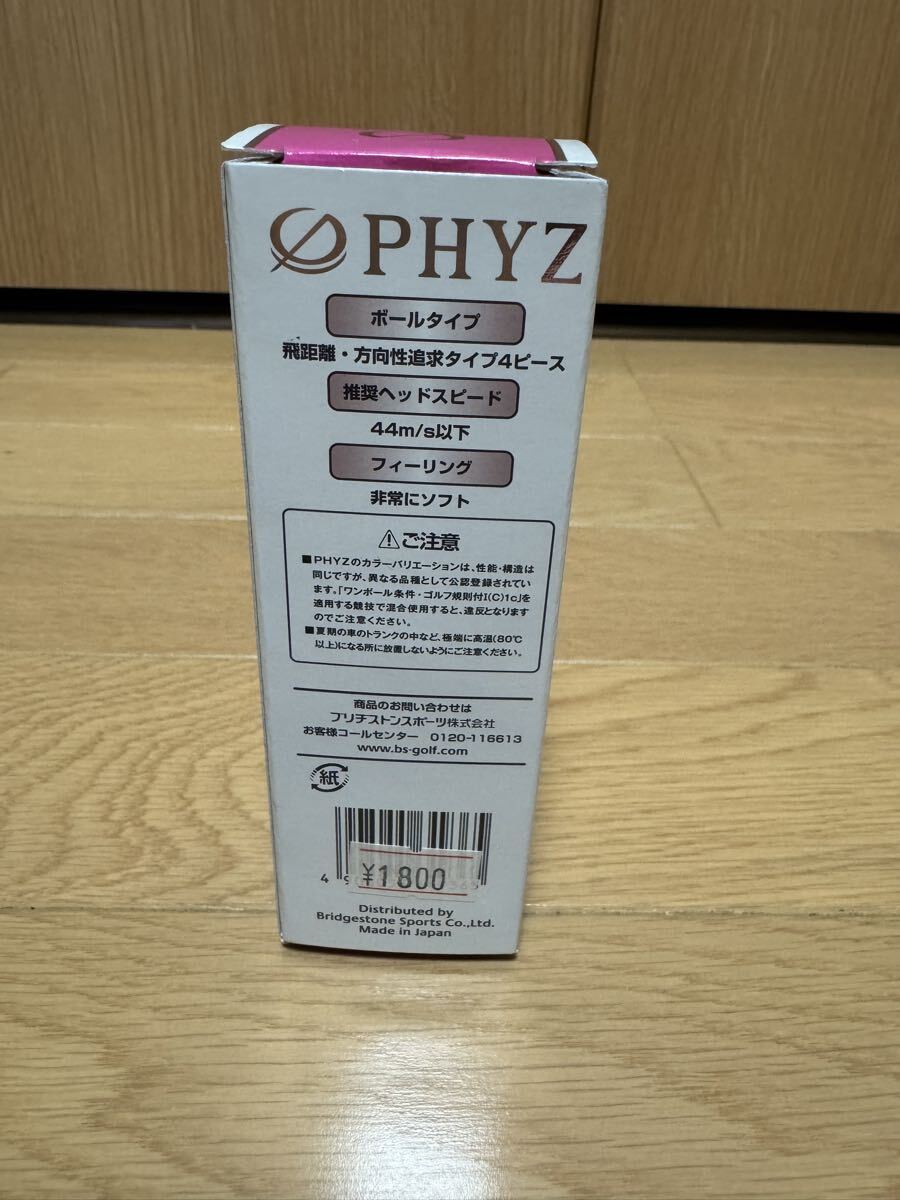 PHYZ
ボールタイプ
飛距離・方向性追求タイプ4ピース
推奨ヘッドスピード
44m/s以下
フィーリング
非常にソフト
⚠ご注意
■PHYZのカラーバリエーションは、性能・構造は
同じですが、異なる品種として公認登録されてい
ます。「ワンボール条件・ゴルフ規則付I(C)1c」を
適用する競技で混合使用すると、違反となります
のでご注意ください。
■夏期の車のトランクの中など、極端に高温(80℃
以上)になる所に放置しないようにご注意ください。
商品のお問い合わせは
ブリヂストンスポーツ株式会社
お客様コールセンター 0120-116613
www.bs-golf.com
紙
¥1800
Distributed by
Bridgestone Sports Co.,Ltd.
Made in Japan